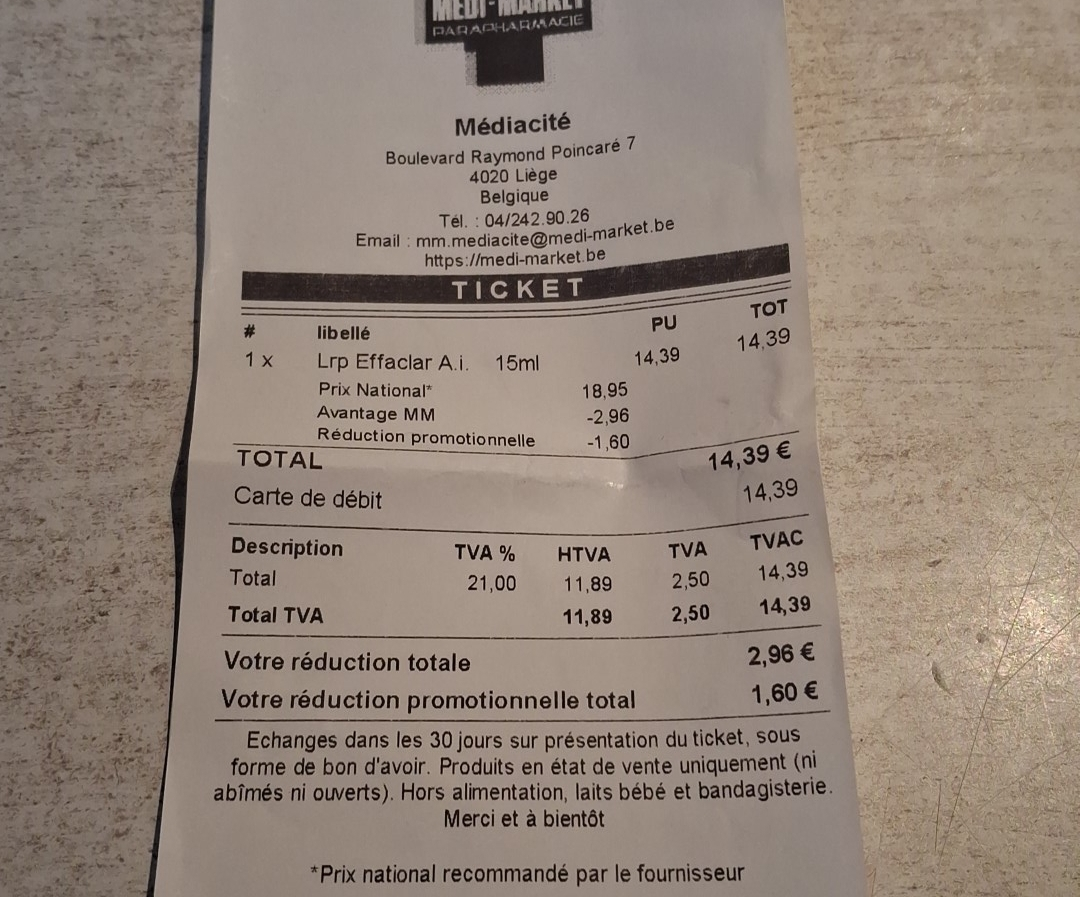 MEDI-MARKET
PARAPHARMACIE
Médiacité
Boulevard Raymond Poincaré 7
4020 Liège
Belgique
Tél. : 04/242.90.26
Email : mm.mediacite@medi-market.be
https://medi-market.be
TICKET
# libellé PU TOT
1 x Lrp Effaclar A.i. 15ml 14,39 14,39
Prix National* 18,95
Avantage MM -2,96
Réduction promotionnelle -1,60
TOTAL 14,39 €
Carte de débit 14,39
Description TVA % HTVA TVA TVAC
Total 21,00 11,89 2,50 14,39
Total TVA 11,89 2,50 14,39
Votre réduction totale 2,96 €
Votre réduction promotionnelle total 1,60 €
Echanges dans les 30 jours sur présentation du ticket, sous
forme de bon d'avoir. Produits en état de vente uniquement (ni
abîmés ni ouverts). Hors alimentation, laits bébé et bandagisterie.
Merci et à bientôt
*Prix national recommandé par le fournisseur